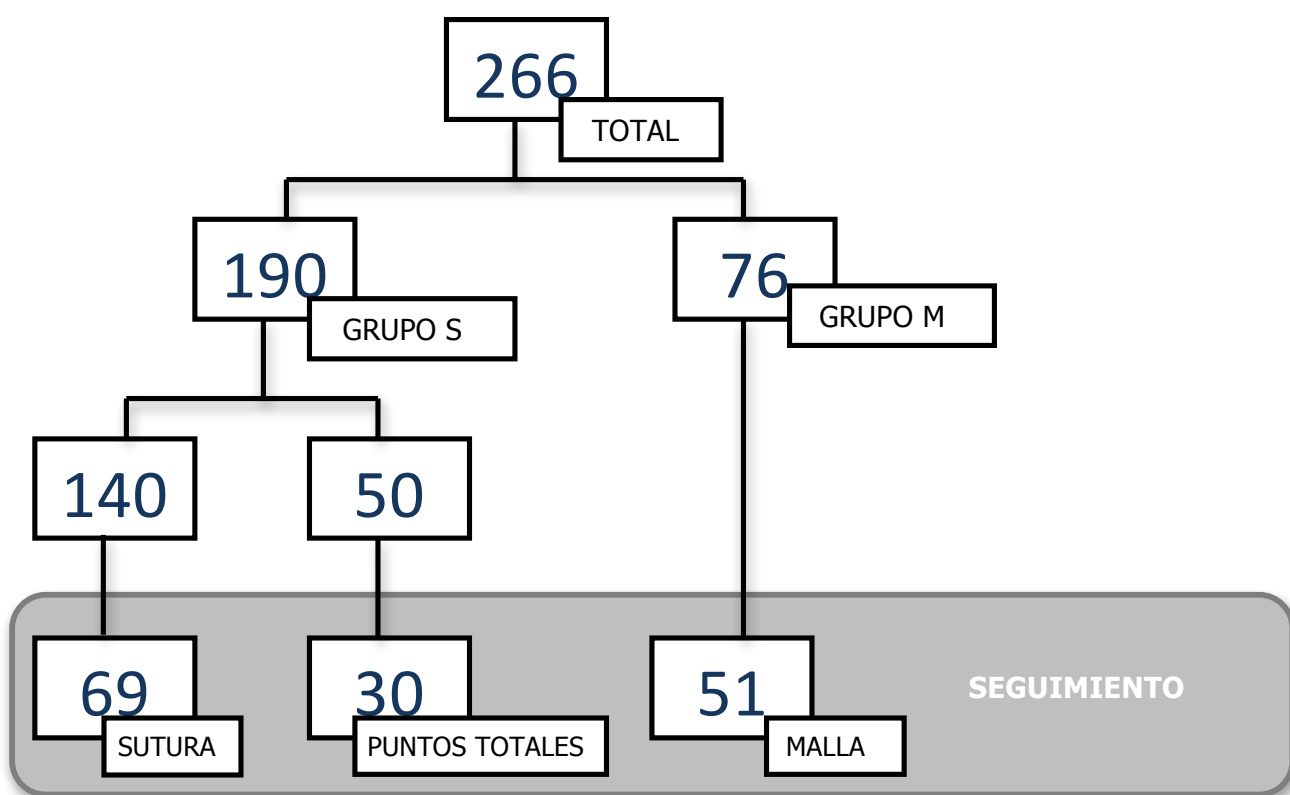 266
TOTAL
190
GRUPO S
76
GRUPO M
140
50
69
SUTURA
30
PUNTOS TOTALES
51
MALLA
SEGUIMIENTO